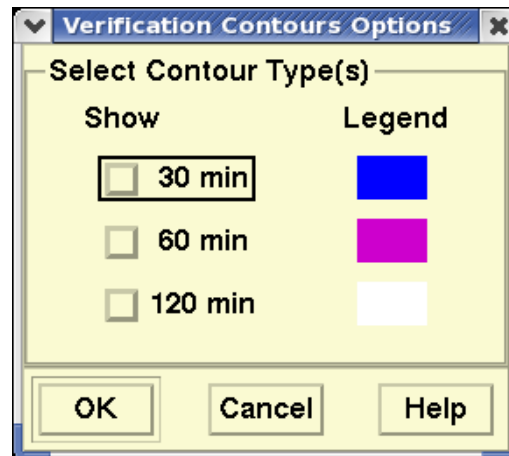 Verification Contours Options
Select Contour Type(s)
Show Legend
30 min
60 min
120 min
OK Cancel Help